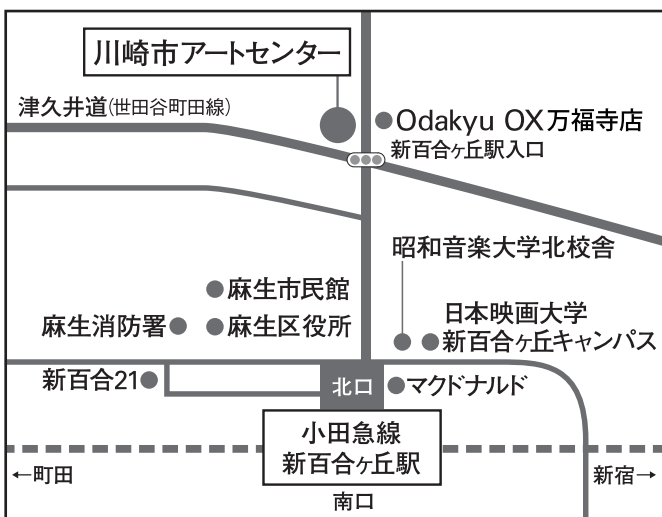 川崎市アートセンター
津久井道(世田谷町田線)
Odakyu OX万福寺店
新百合ヶ丘駅入口
昭和音楽大学北校舎
麻生市民館
麻生消防署
麻生区役所
日本映画大学
新百合ヶ丘キャンパス
新百合21
北口
マクドナルド
小田急線
新百合ヶ丘駅
←町田
新宿→
南口